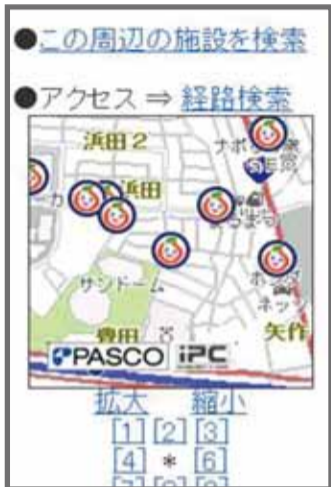 ●この周辺の施設を検索
●アクセス ⇒ 経路検索
浜田2
浜田
サンドーム
豊田
矢作
PASCO iPC
拡大 縮小
[1] [2] [3]
[4] * [6]